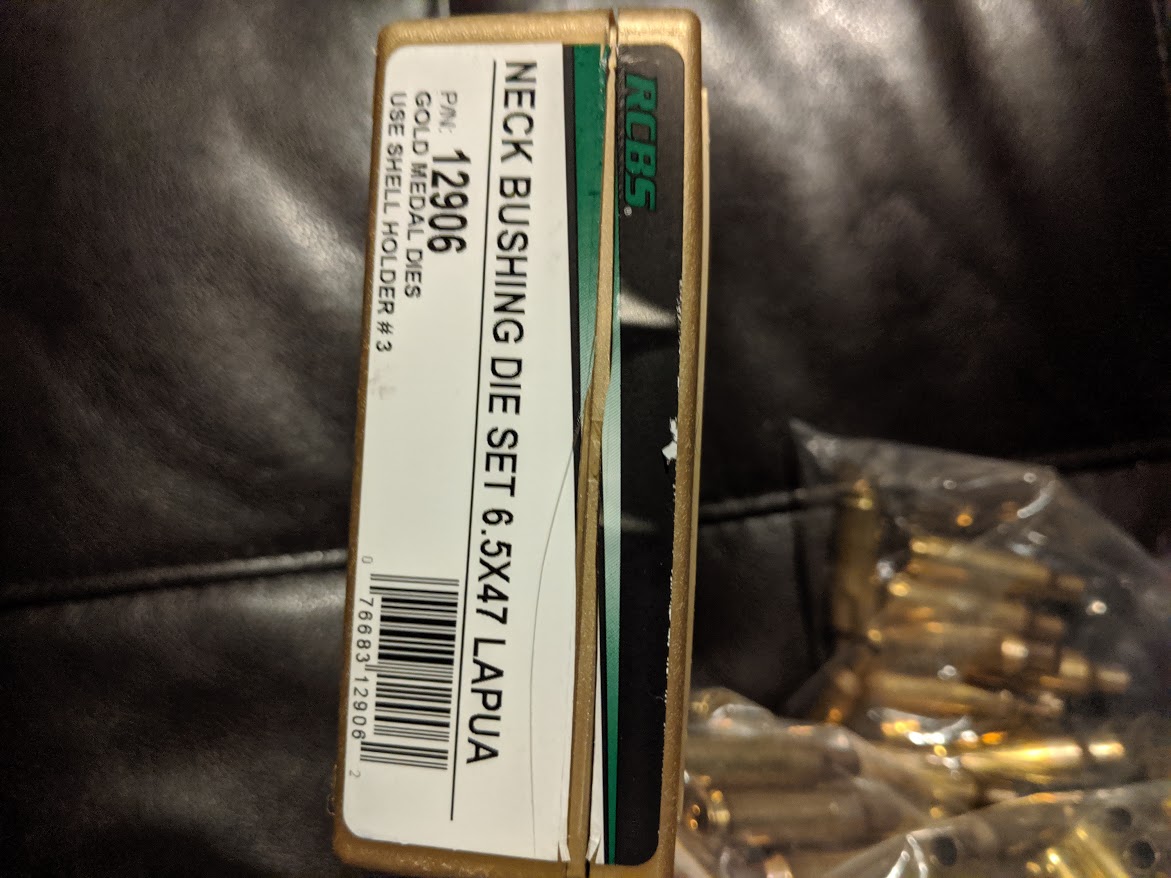 RCBS®
NECK BUSHING DIE SET 6.5X47 LAPUA
P/N: 12906
GOLD MEDAL DIES
USE SHELL HOLDER # 3
0 76683 12906 2